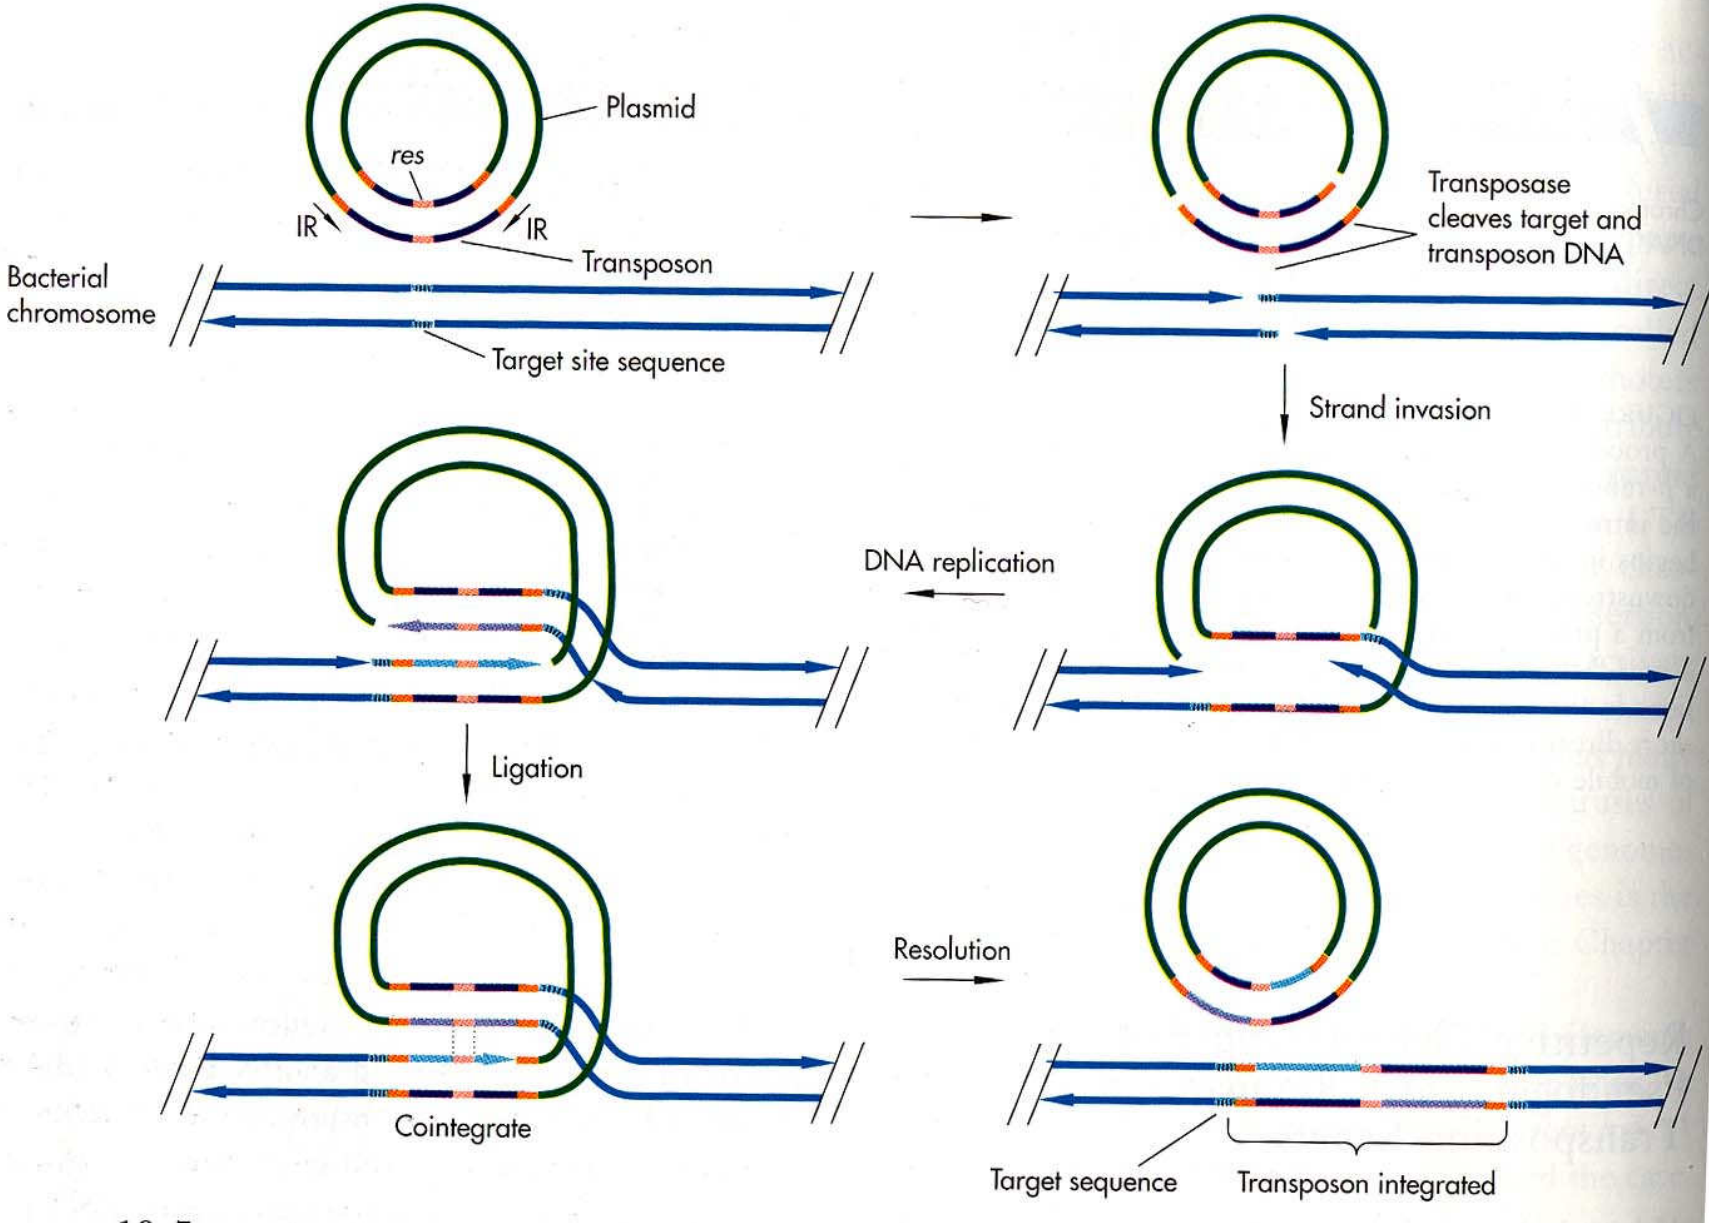 Plasmid
res
IR
IR
Transposon
Bacterial
chromosome
Target site sequence
Transposase
cleaves target and
transposon DNA
Strand invasion
DNA replication
Ligation
Cointegrate
Resolution
Target sequence
Transposon integrated